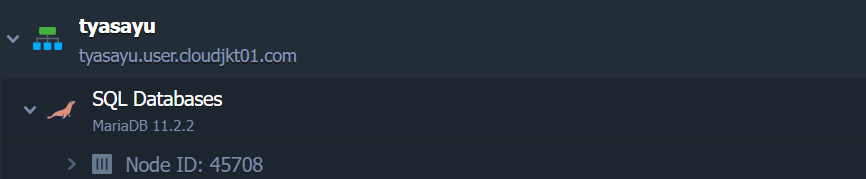 tyasayu
tyasayu.user.cloudjkt01.com
SQL Databases
MariaDB 11.2.2
Node ID: 45708